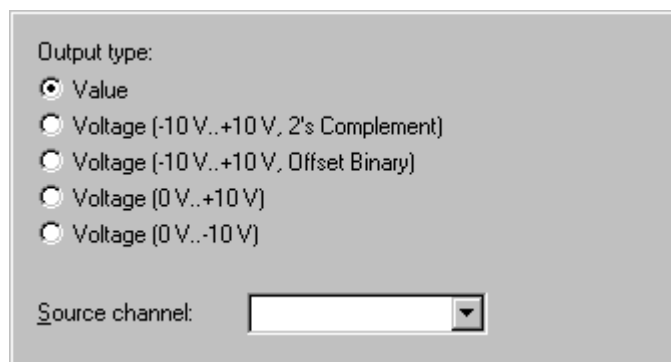 Output type:
Value
Voltage (-10 V..+10 V, 2's Complement)
Voltage (-10 V..+10 V, Offset Binary)
Voltage (0 V..+10 V)
Voltage (0 V..-10 V)
Source channel: